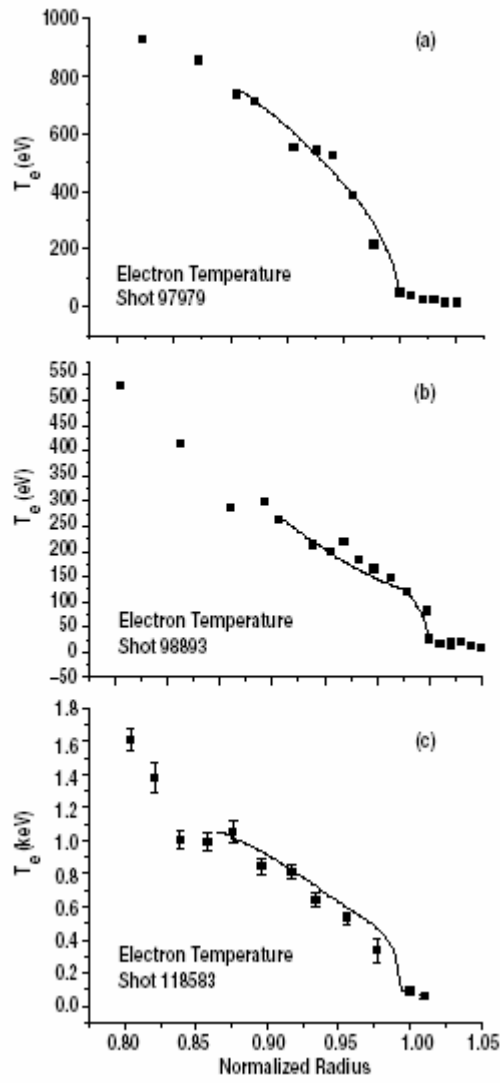 1000
800
600
400
200
0
T_e (eV)
(a)
Electron Temperature
Shot 97979
550
500
450
400
350
300
250
200
150
100
50
0
–50
T_e (eV)
(b)
Electron Temperature
Shot 98893
1.8
1.6
1.4
1.2
1.0
0.8
0.6
0.4
0.2
0.0
T_e (keV)
(c)
Electron Temperature
Shot 118583
0.80 0.85 0.90 0.95 1.00 1.05
Normalized Radius